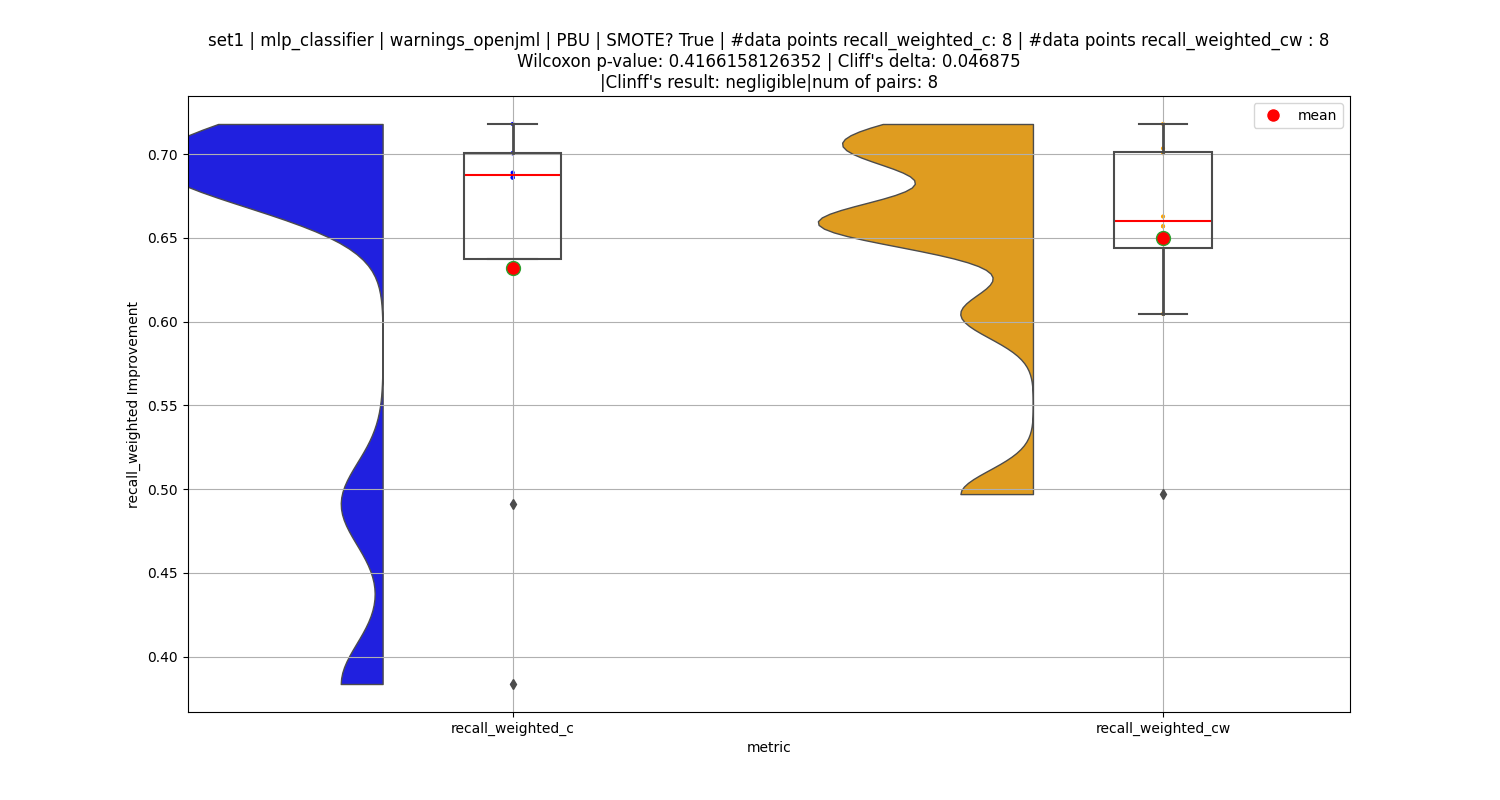 set1 | mlp_classifier | warnings_openjml | PBU | SMOTE? True | #data points recall_weighted_c: 8 | #data points recall_weighted_cw : 8
Wilcoxon p-value: 0.4166158126352 | Cliff's delta: 0.046875
|Clinff's result: negligible|num of pairs: 8
mean
0.70
0.65
0.60
0.55
0.50
0.45
0.40
recall_weighted Improvement
recall_weighted_c
recall_weighted_cw
metric